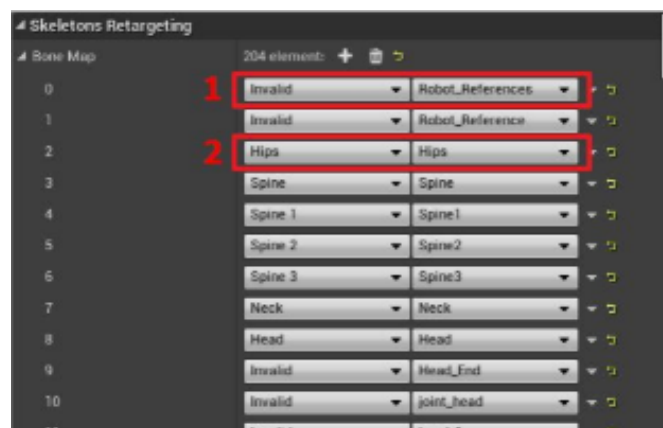 Skeletons Retargeting
Bone Map 204 element:
0 1 Invalid Robot_References
1 Invalid Robot_Reference
2 2 Hips Hips
3 Spine Spine
4 Spine 1 Spine1
5 Spine 2 Spine2
6 Spine 3 Spine3
7 Neck Neck
8 Head Head
9 Invalid Head_End
10 Invalid joint_head